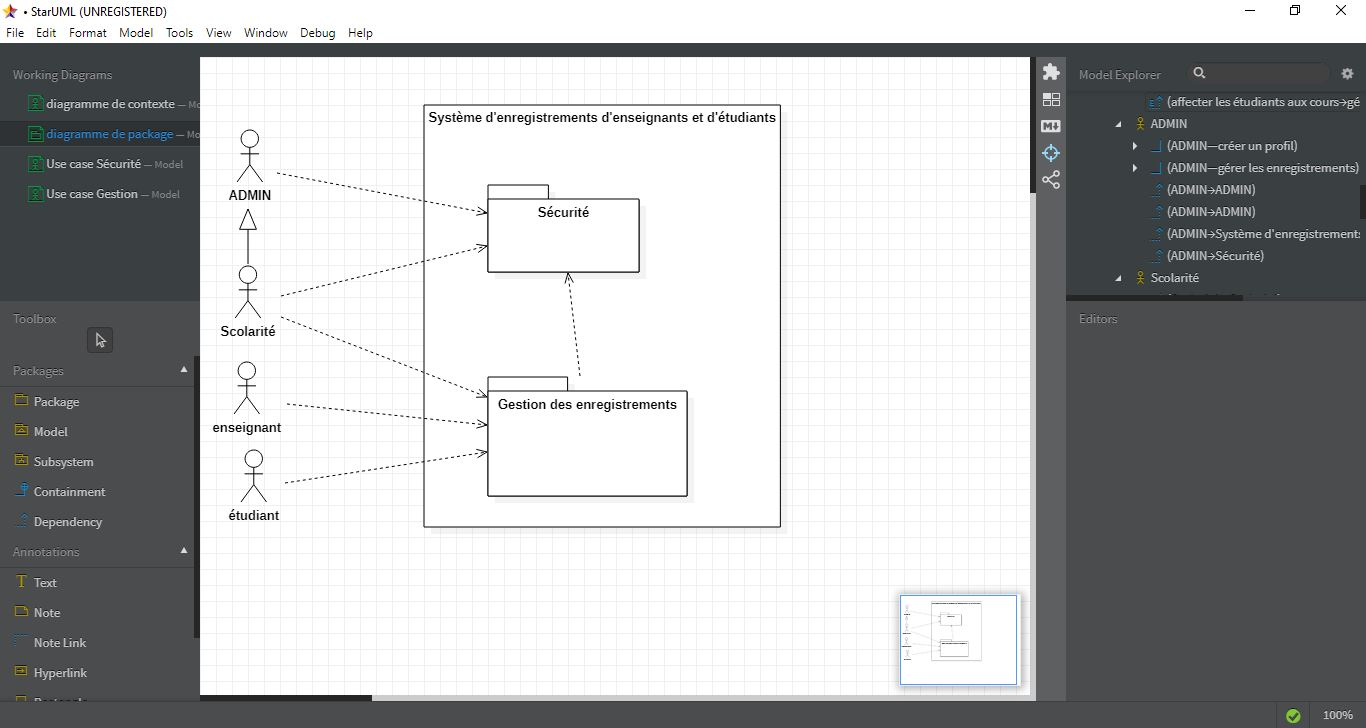 • StarUML (UNREGISTERED)
File Edit Format Model Tools View Window Debug Help
Working Diagrams
diagramme de contexte — Mo
diagramme de package — Mo
Use case Sécurité — Model
Use case Gestion — Model
Toolbox
Packages
Package
Model
Subsystem
Containment
Dependency
Annotations
Text
Note
Note Link
Hyperlink
Système d'enregistrements d'enseignants et d'étudiants
ADMIN
Sécurité
Scolarité
Gestion des enregistrements
enseignant
étudiant
Model Explorer
(affecter les étudiants aux cours→gé
ADMIN
(ADMIN—créer un profil)
(ADMIN—gérer les enregistrements)
(ADMIN→ADMIN)
(ADMIN→ADMIN)
(ADMIN→Système d'enregistrements
(ADMIN→Sécurité)
Scolarité
Editors
100%